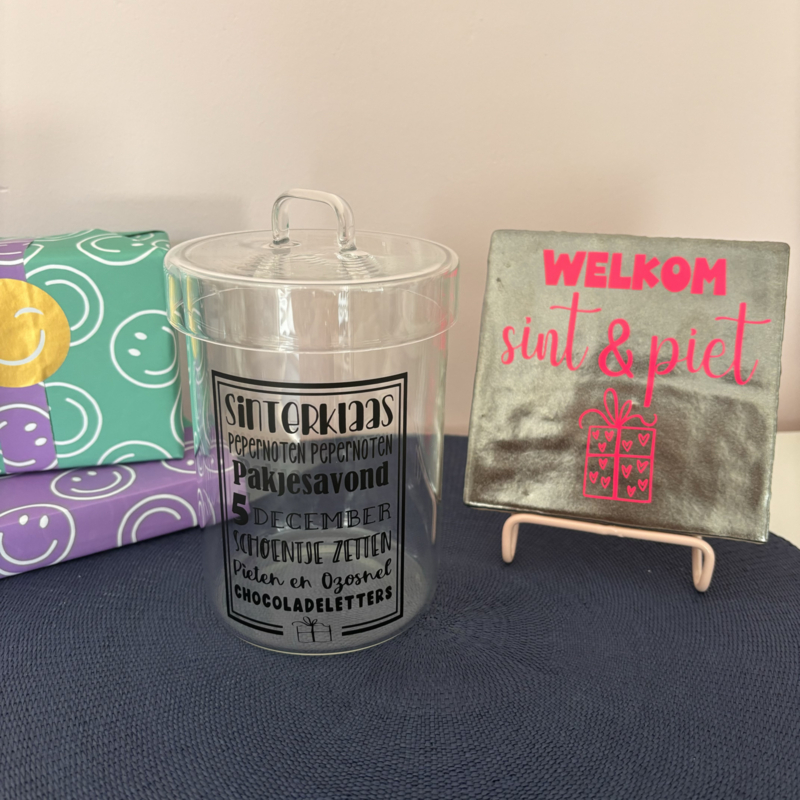 SINTERKLAAS
PEPERNOTEN PEPERNOTEN
Pakjesavond
5 DECEMBER
SCHOENTJE ZETTEN
Pieten en Ozosnel
CHOCOLADELETTERS
WELKOM
sint & piet